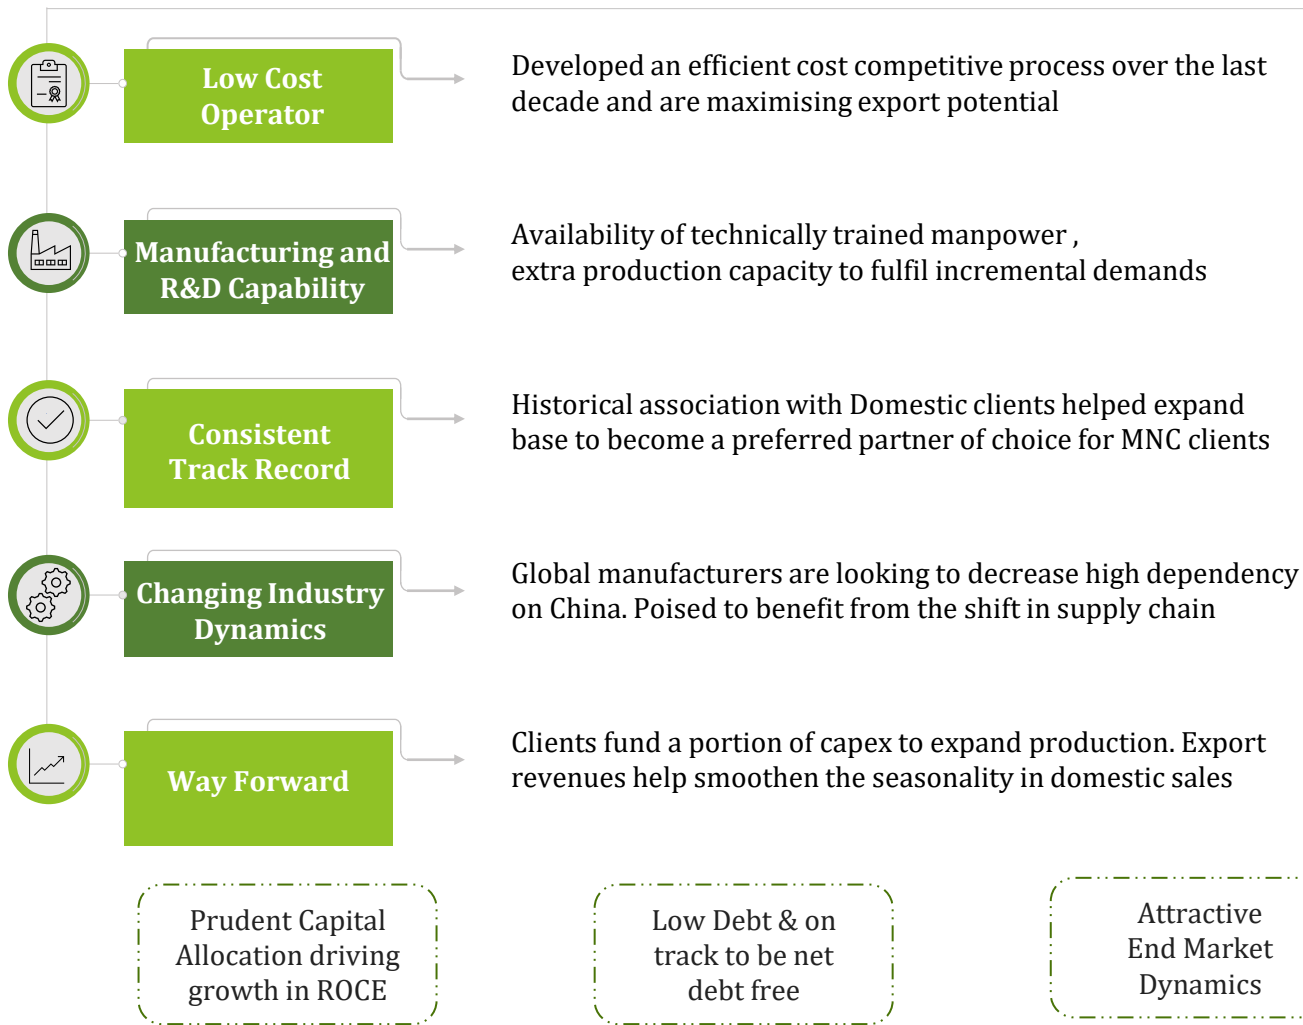 Low Cost
Operator
Developed an efficient cost competitive process over the last
decade and are maximising export potential
Manufacturing and
R&D Capability
Availability of technically trained manpower ,
extra production capacity to fulfil incremental demands
Consistent
Track Record
Historical association with Domestic clients helped expand
base to become a preferred partner of choice for MNC clients
Changing Industry
Dynamics
Global manufacturers are looking to decrease high dependency
on China. Poised to benefit from the shift in supply chain
Way Forward
Clients fund a portion of capex to expand production. Export
revenues help smoothen the seasonality in domestic sales
Prudent Capital
Allocation driving
growth in ROCE
Low Debt & on
track to be net
debt free
Attractive
End Market
Dynamics